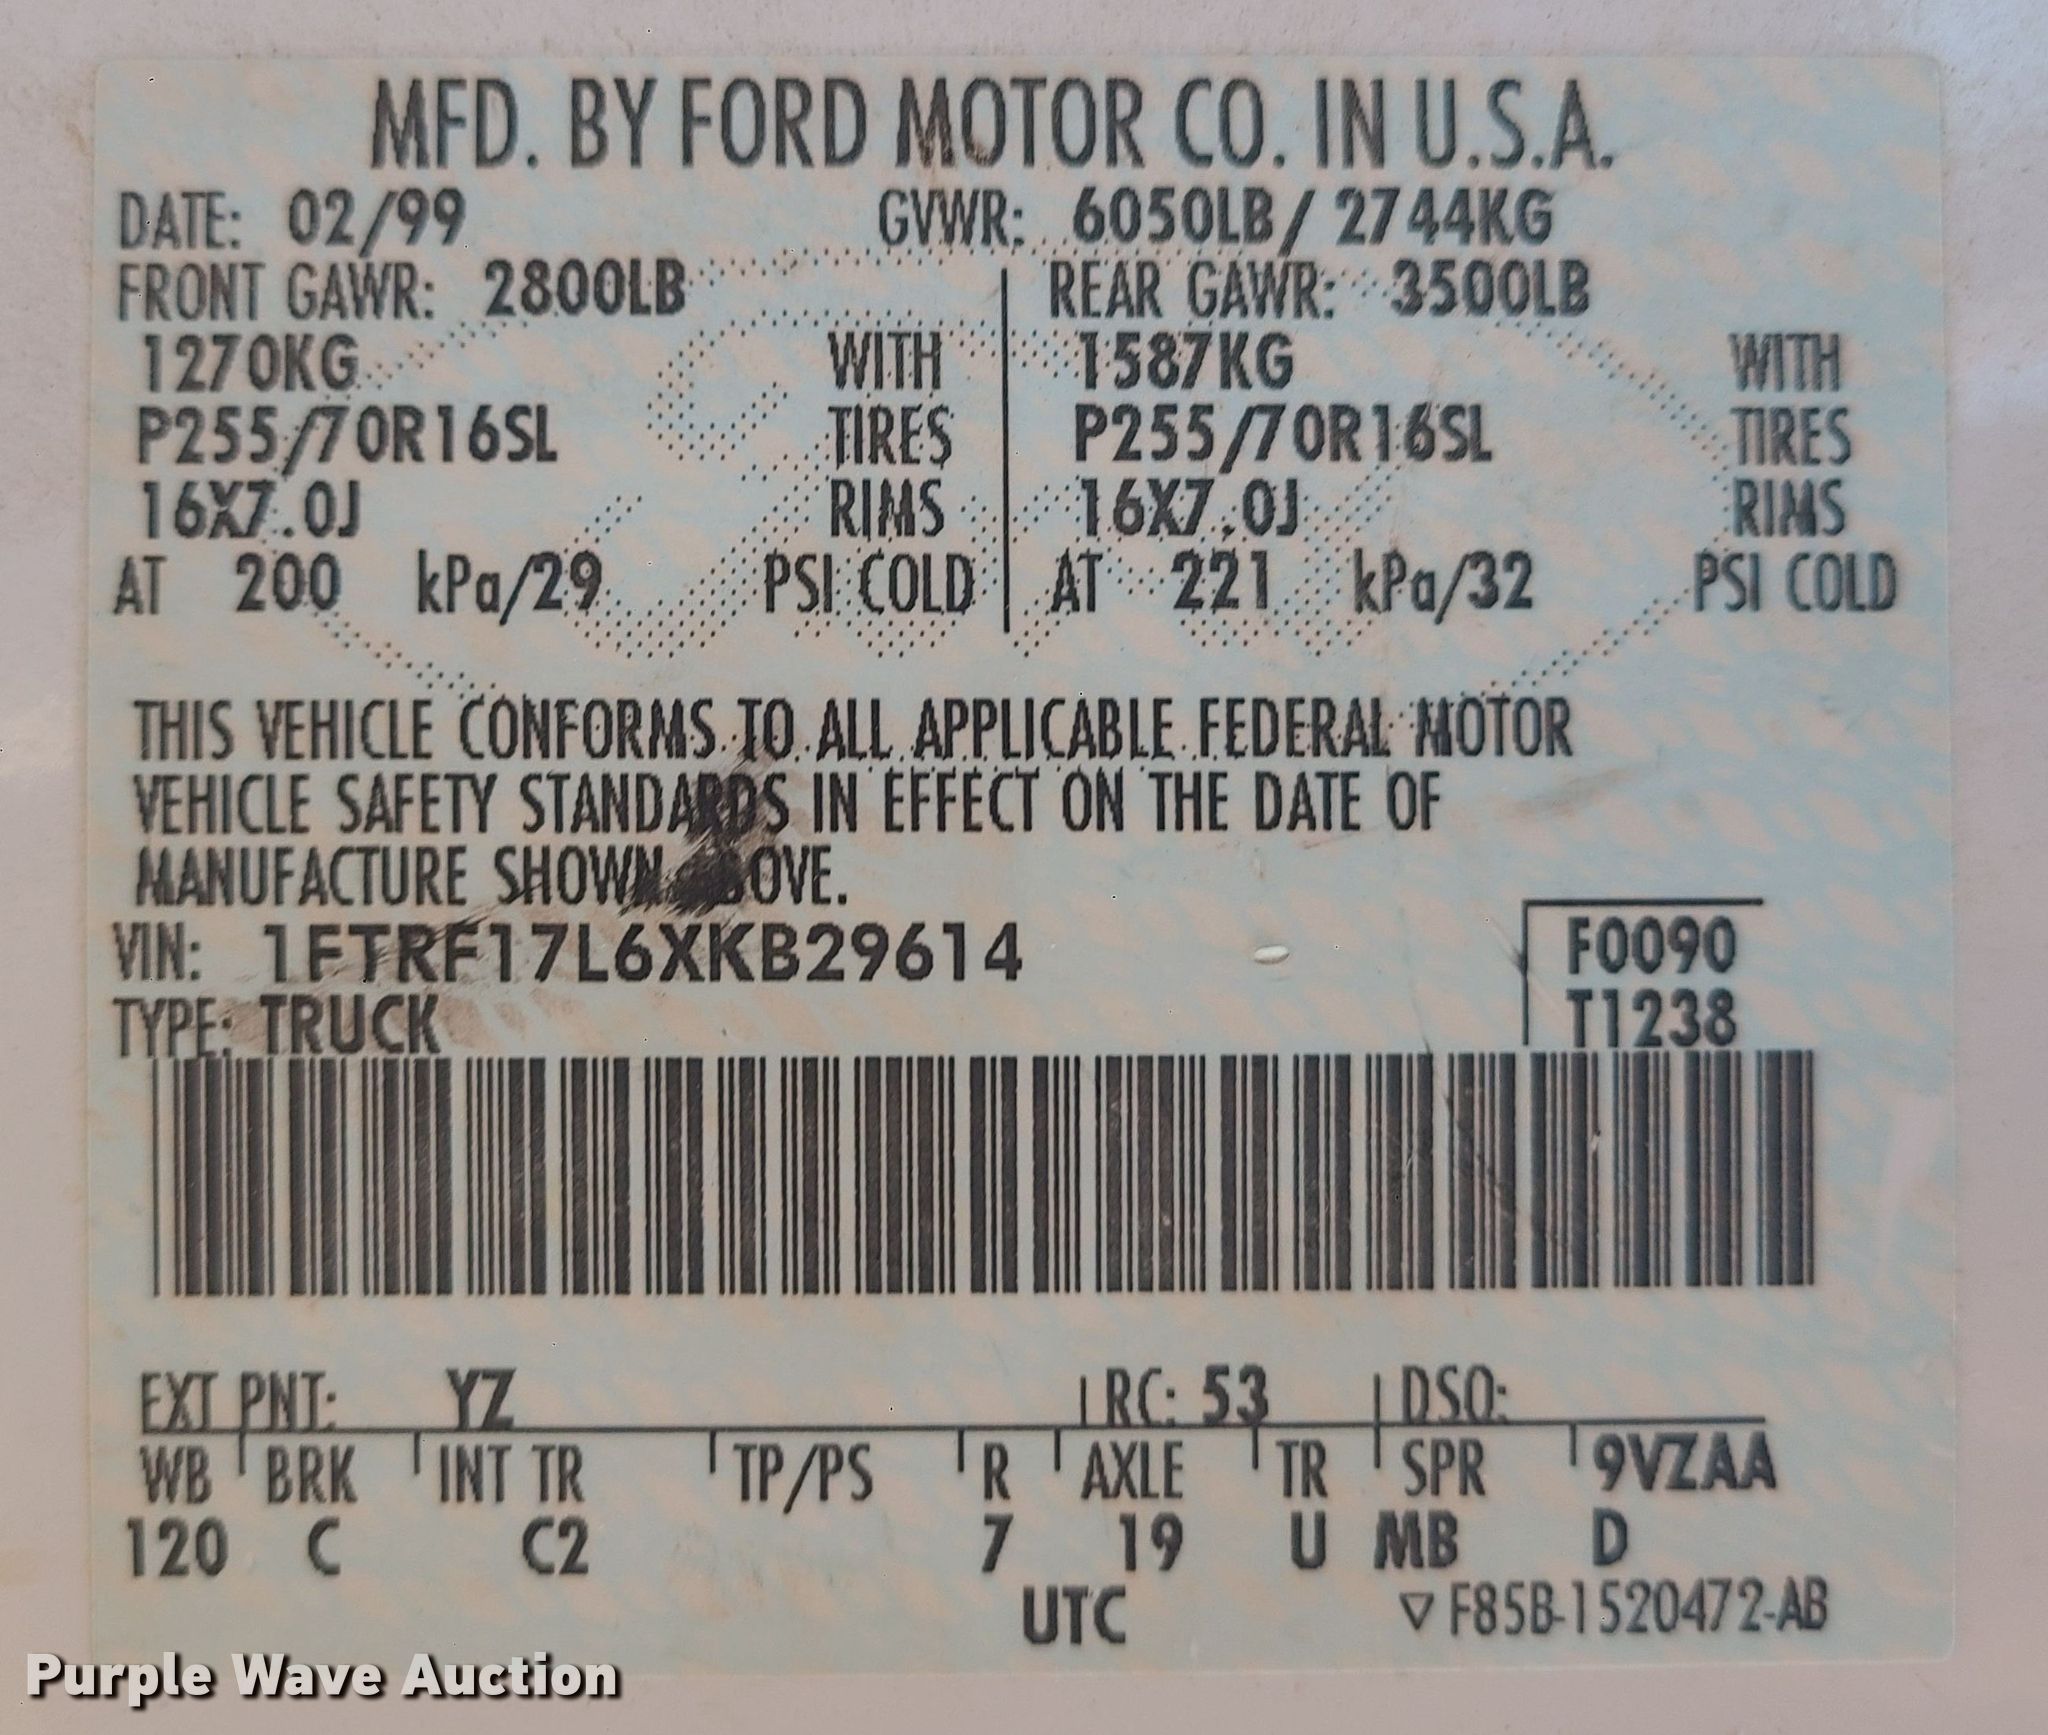 MFD. BY FORD MOTOR CO. IN U.S.A.
DATE: 02/99 GVWR: 6050LB/ 2744KG
FRONT GAWR: 2800LB REAR GAWR: 3500LB
1270KG WITH 1587KG WITH
P255/70R16SL TIRES P255/70R16SL TIRES
16X7.0J RIMS 16X7.0J RIMS
AT 200 kPa/29 PSI COLD AT 221 kPa/32 PSI COLD
THIS VEHICLE CONFORMS TO ALL APPLICABLE FEDERAL MOTOR
VEHICLE SAFETY STANDARDS IN EFFECT ON THE DATE OF
MANUFACTURE SHOWN ABOVE.
VIN: 1FTRF17L6XKB29614 F0090
TYPE: TRUCK T1238
EXT PNT: YZ RC: 53 DSO:
WB BRK INT TR TP/PS R AXLE TR SPR 9VZAA
120 C C2 7 19 U MB D
UTC ▽ F85B-1520472-AB
Purple Wave Auction